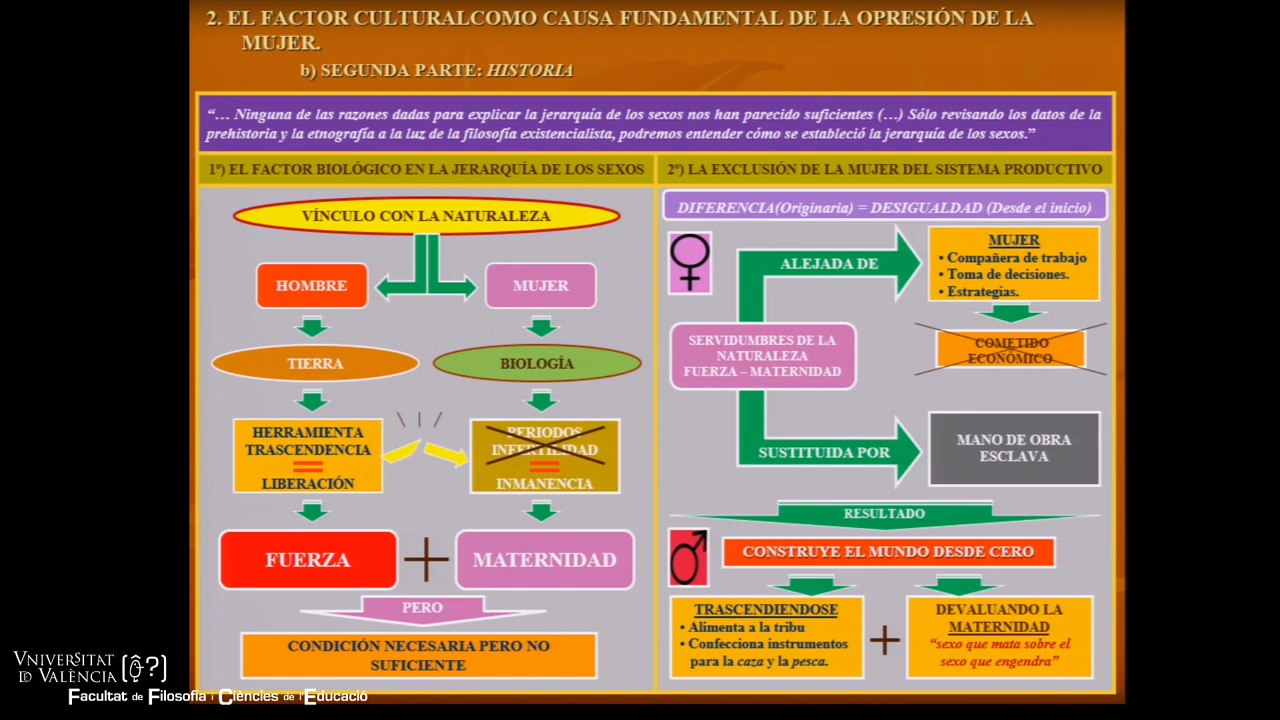 2. EL FACTOR CULTURALCOMO CAUSA FUNDAMENTAL DE LA OPRESIÓN DE LA
MUJER.
b) SEGUNDA PARTE: HISTORIA
“… Ninguna de las razones dadas para explicar la jerarquía de los sexos nos han parecido suficientes (…) Sólo revisando los datos de la
prehistoria y la etnografía a la luz de la filosofía existencialista, podremos entender cómo se estableció la jerarquía de los sexos.”
1º) EL FACTOR BIOLÓGICO EN LA JERARQUÍA DE LOS SEXOS
VÍNCULO CON LA NATURALEZA
HOMBRE
MUJER
TIERRA
BIOLOGÍA
HERRAMIENTA
TRASCENDENCIA
=
LIBERACIÓN
PERIODOS
INFERTILIDAD
=
INMANENCIA
FUERZA
+
MATERNIDAD
PERO
CONDICIÓN NECESARIA PERO NO
SUFICIENTE
2º) LA EXCLUSIÓN DE LA MUJER DEL SISTEMA PRODUCTIVO
DIFERENCIA(Originaria) = DESIGUALDAD (Desde el inicio)
ALEJADA DE
MUJER
• Compañera de trabajo
• Toma de decisiones.
• Estrategias.
SERVIDUMBRES DE LA
NATURALEZA
FUERZA – MATERNIDAD
COMETIDO
ECONÓMICO
SUSTITUIDA POR
MANO DE OBRA
ESCLAVA
RESULTADO
CONSTRUYE EL MUNDO DESDE CERO
TRASCENDIENDOSE
• Alimenta a la tribu
• Confecciona instrumentos
para la caza y la pesca.
+
DEVALUANDO LA
MATERNIDAD
“sexo que mata sobre el
sexo que engendra”
VNIVERSITAT
DE VALÈNCIA
Facultat de Filosofia i Ciències de l'Educació